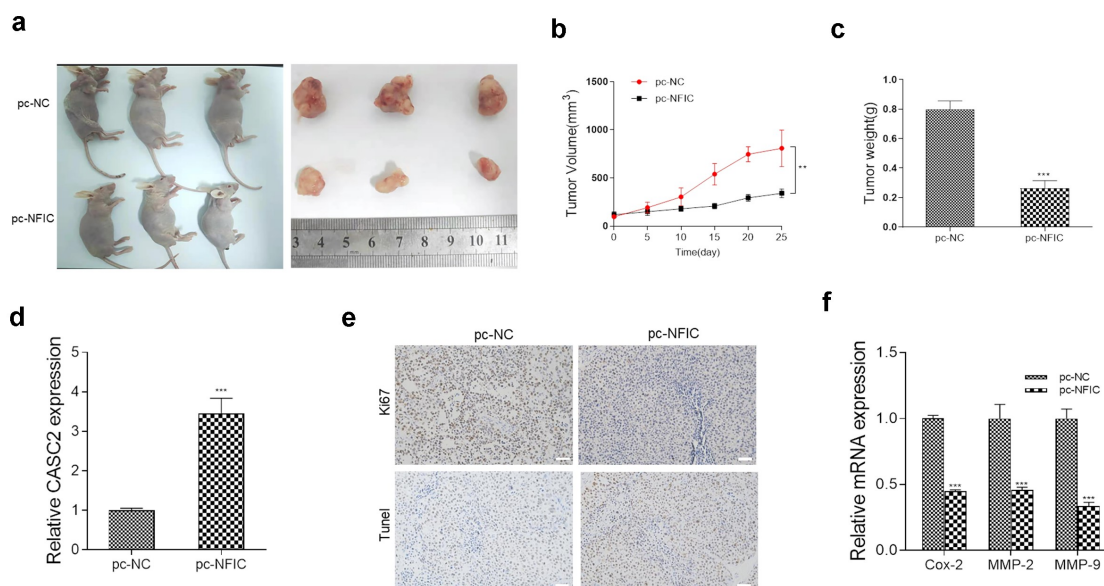 a
pc-NC
pc-NFIC
3 4 5 6 7 8 9 10 11
b
pc-NC
pc-NFIC
Tumor Volume(mm3)
1500
1000
500
0
0 5 10 15 20 25
Time(day)
**
c
Tumor weight(g)
1.0
0.8
0.6
0.4
0.2
0.0
***
pc-NC pc-NFIC
d
Relative CASC2 expression
5
4
3
2
1
0
***
pc-NC pc-NFIC
e
pc-NC pc-NFIC
Ki67
Tunel
f
Relative mRNA expression
1.5
1.0
0.5
0.0
pc-NC
pc-NFIC
*** *** ***
Cox-2 MMP-2 MMP-9